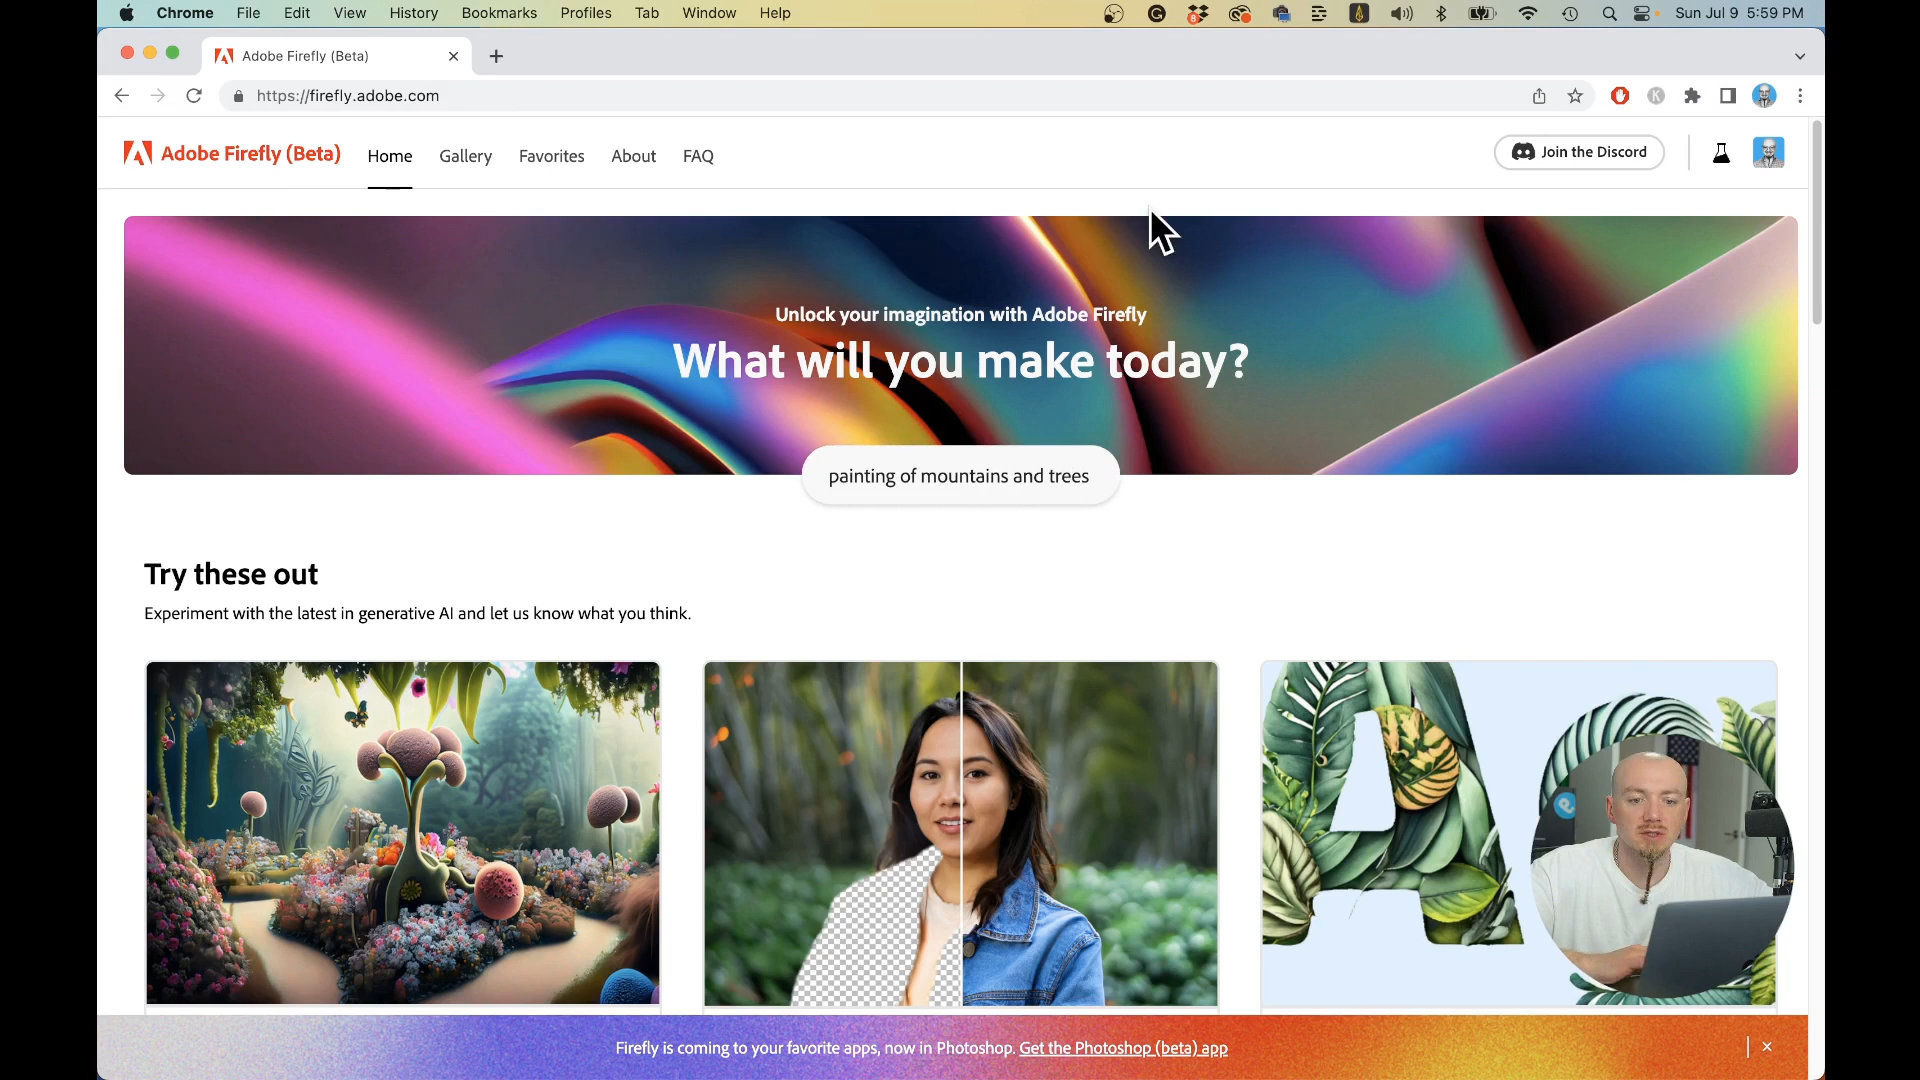 Chrome File Edit View History Bookmarks Profiles Tab Window Help
8
Sun Jul 9 5:59 PM
Adobe Firefly (Beta)
https://firefly.adobe.com
K
Adobe Firefly (Beta)
Home Gallery Favorites About FAQ
Join the Discord
Unlock your imagination with Adobe Firefly
What will you make today?
painting of mountains and trees
Try these out
Experiment with the latest in generative AI and let us know what you think.
A
Firefly is coming to your favorite apps, now in Photoshop. Get the Photoshop (beta) app